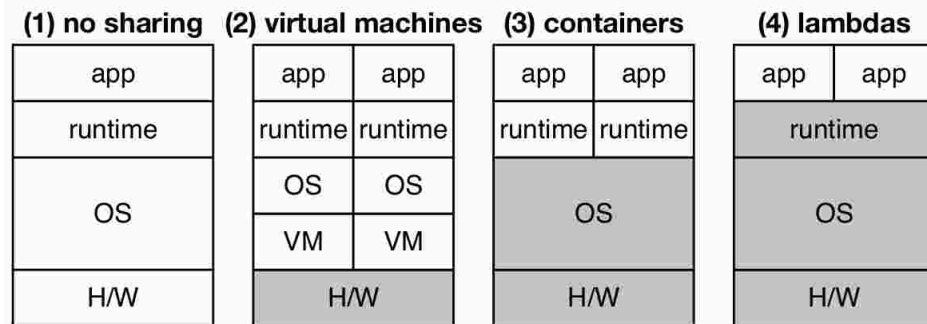 (1) no sharing (2) virtual machines (3) containers (4) lambdas
app app app app app app app
runtime runtime runtime runtime runtime runtime
OS OS OS OS OS
VM VM
H/W H/W H/W H/W